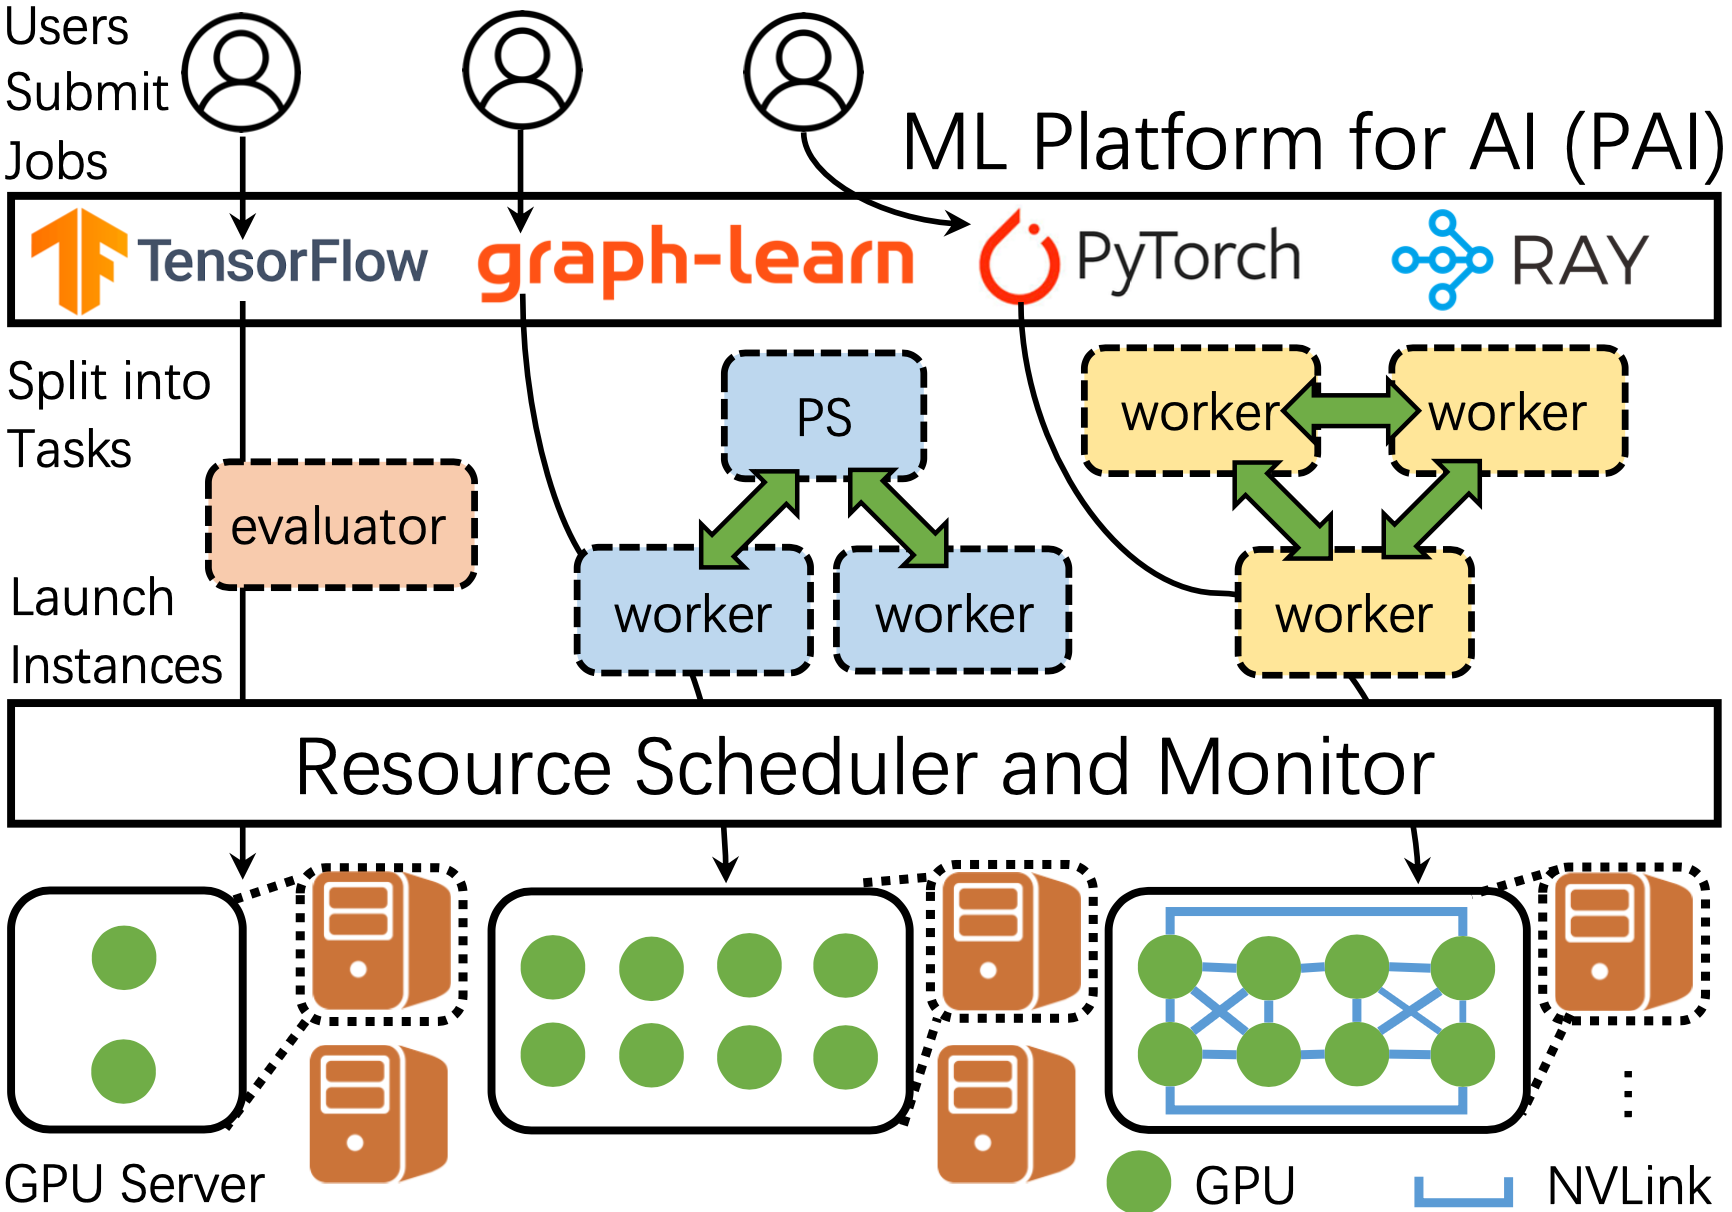 Users
Submit
Jobs
ML Platform for AI (PAI)
TensorFlow
graph-learn
PyTorch
RAY
Split into
Tasks
PS
worker
worker
evaluator
worker
worker
worker
Launch
Instances
Resource Scheduler and Monitor
GPU Server
GPU
NVLink